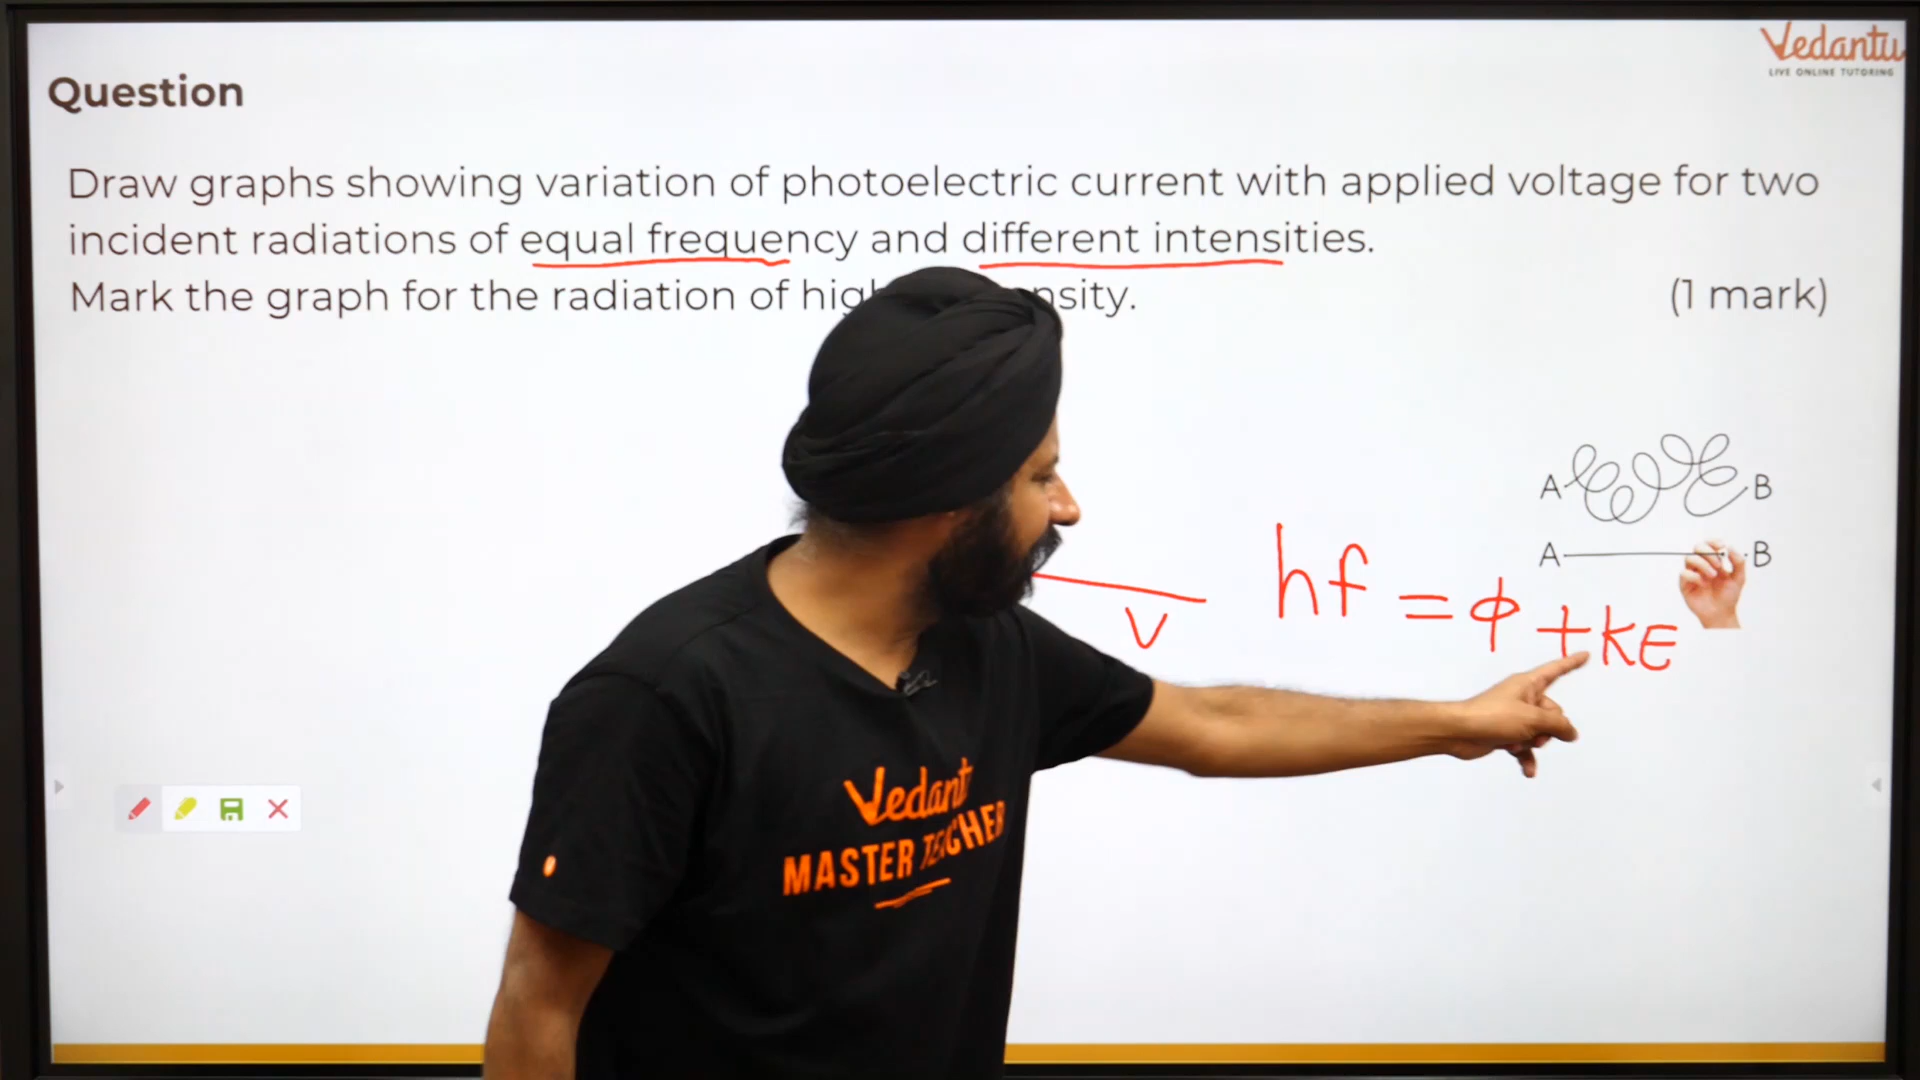 Vedantu
LIVE ONLINE TUTORING
Question
Draw graphs showing variation of photoelectric current with applied voltage for two
incident radiations of equal frequency and different intensities.
Mark the graph for the radiation of
(1 mark)
A B
A B
hf = φ + KE
V
Vedantu
MASTER TEACHER